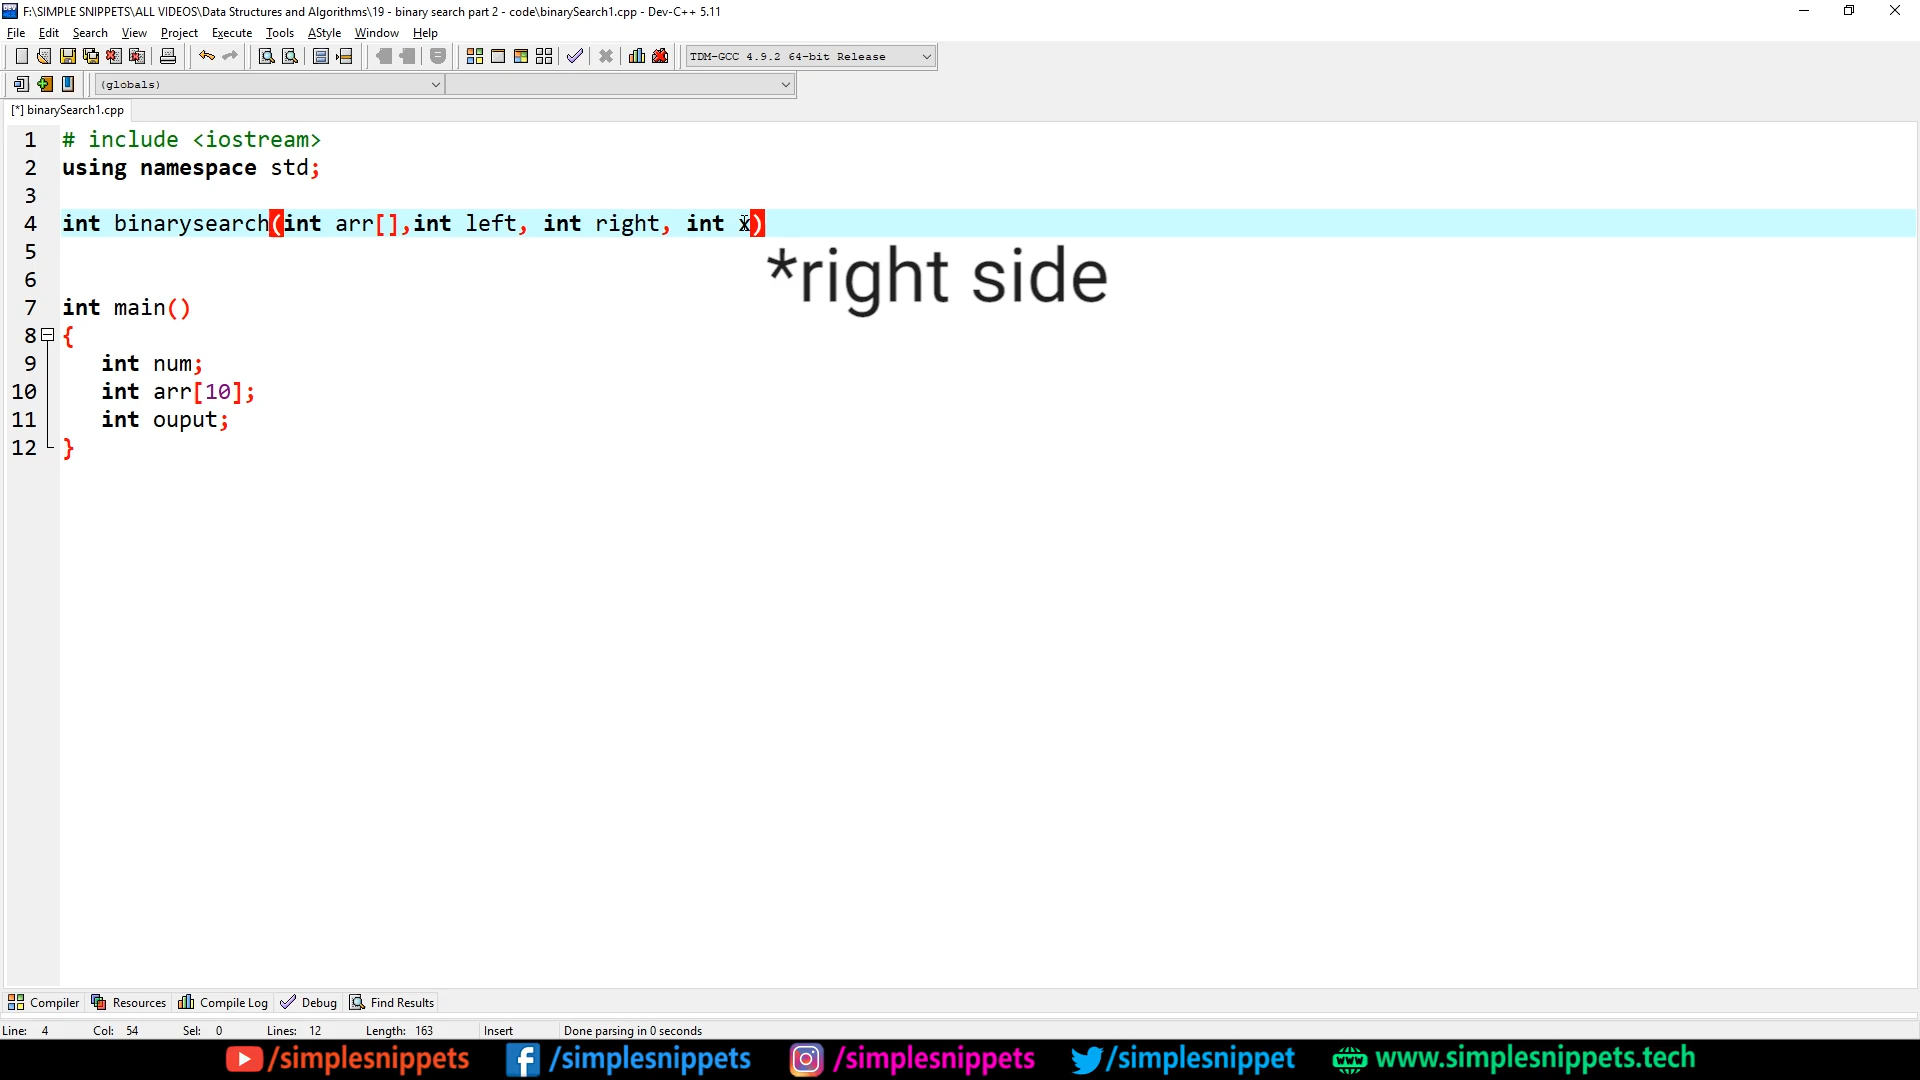 F:\SIMPLE SNIPPETS\ALL VIDEOS\Data Structures and Algorithms\19 - binary search part 2 - code\binarySearch1.cpp - Dev-C++ 5.11
File Edit Search View Project Execute Tools AStyle Window Help
TDM-GCC 4.9.2 64-bit Release
(globals)
[*] binarySearch1.cpp
1 # include <iostream>
2 using namespace std;
3
4 int binarysearch(int arr[],int left, int right, int x)
*right side
5
6
7 int main()
8 {
9 int num;
10 int arr[10];
11 int ouput;
12 }
Compiler Resources Compile Log Debug Find Results
Line: 4 Col: 54 Sel: 0 Lines: 12 Length: 163 Insert Done parsing in 0 seconds
/simplesnippets /simplesnippets /simplesnippets /simplesnippet www.simplesnippets.tech